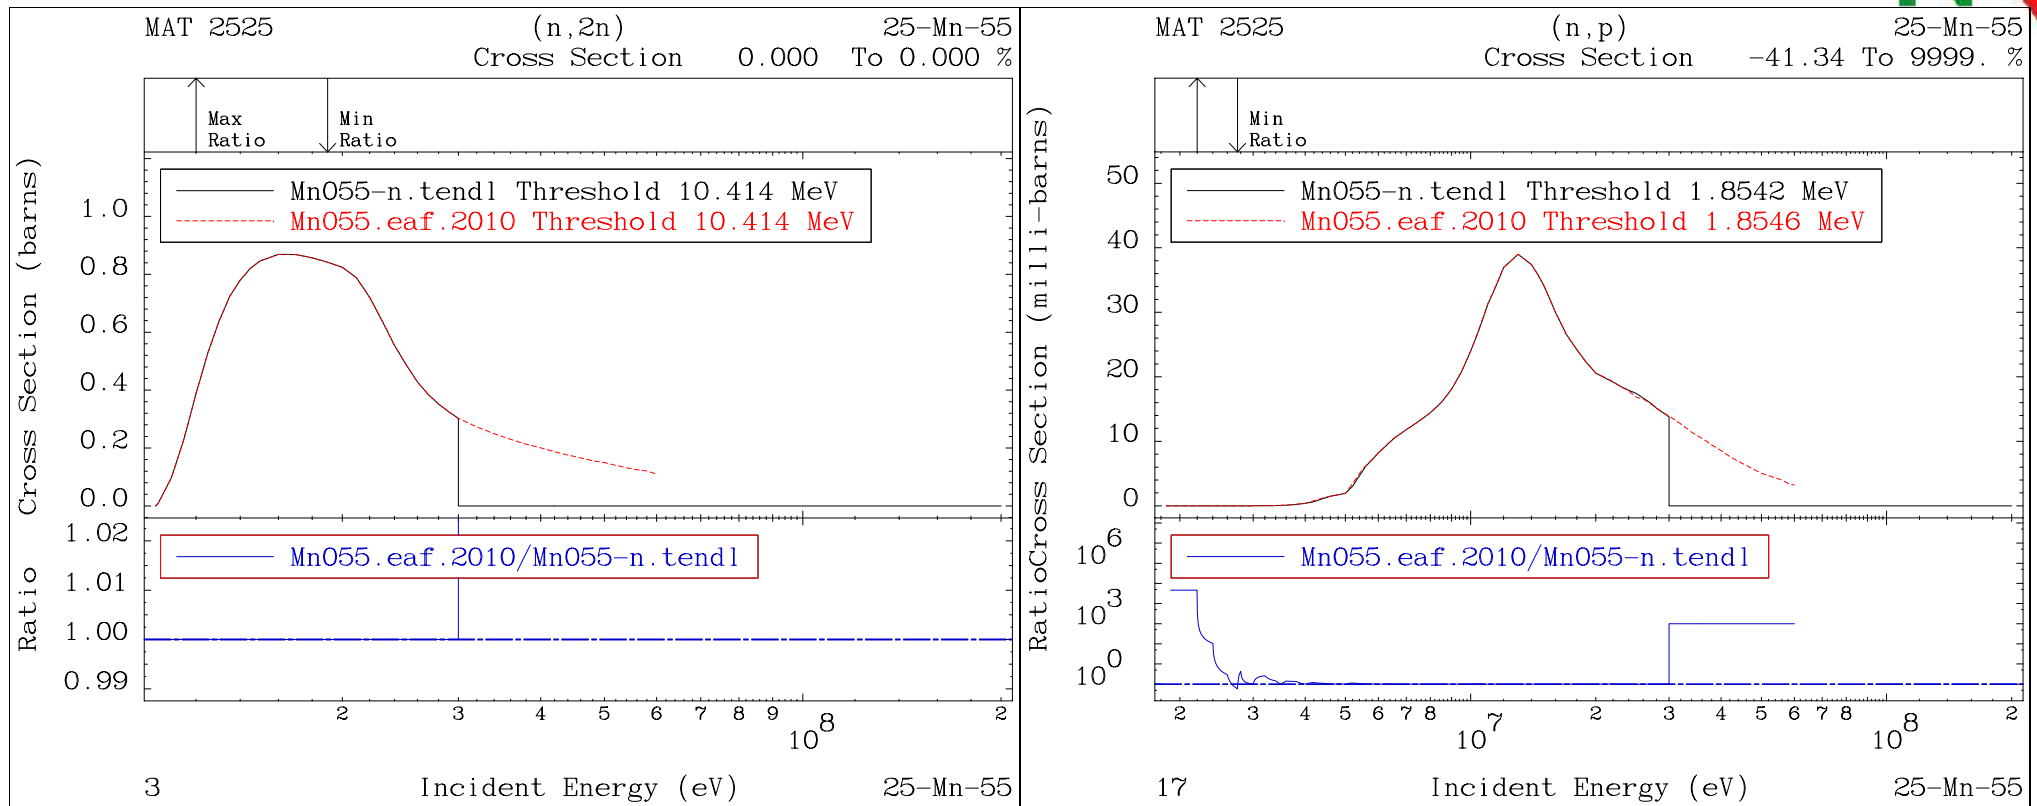 MAT 2525 (n,2n) 25-Mn-55
Cross Section 0.000 To 0.000 %
Max
Ratio
Min
Ratio
Mn055-n.tendl Threshold 10.414 MeV
Mn055.eaf.2010 Threshold 10.414 MeV
Cross Section (barns)
1.0
0.8
0.6
0.4
0.2
0.0
Ratio
1.02
1.01
1.00
0.99
Mn055.eaf.2010/Mn055-n.tendl
2 3 4 5 6 7 8 9 10^8 2
3 Incident Energy (eV) 25-Mn-55
MAT 2525 (n,p) 25-Mn-55
Cross Section -41.34 To 9999. %
Min
Ratio
Mn055-n.tendl Threshold 1.8542 MeV
Mn055.eaf.2010 Threshold 1.8546 MeV
Cross Section (milli-barns)
50
40
30
20
10
0
Ratio
10^6
10^3
10^0
Mn055.eaf.2010/Mn055-n.tendl
2 3 4 5 6 7 8 10^7 2 3 4 5 6 7 8 10^8 2
17 Incident Energy (eV) 25-Mn-55